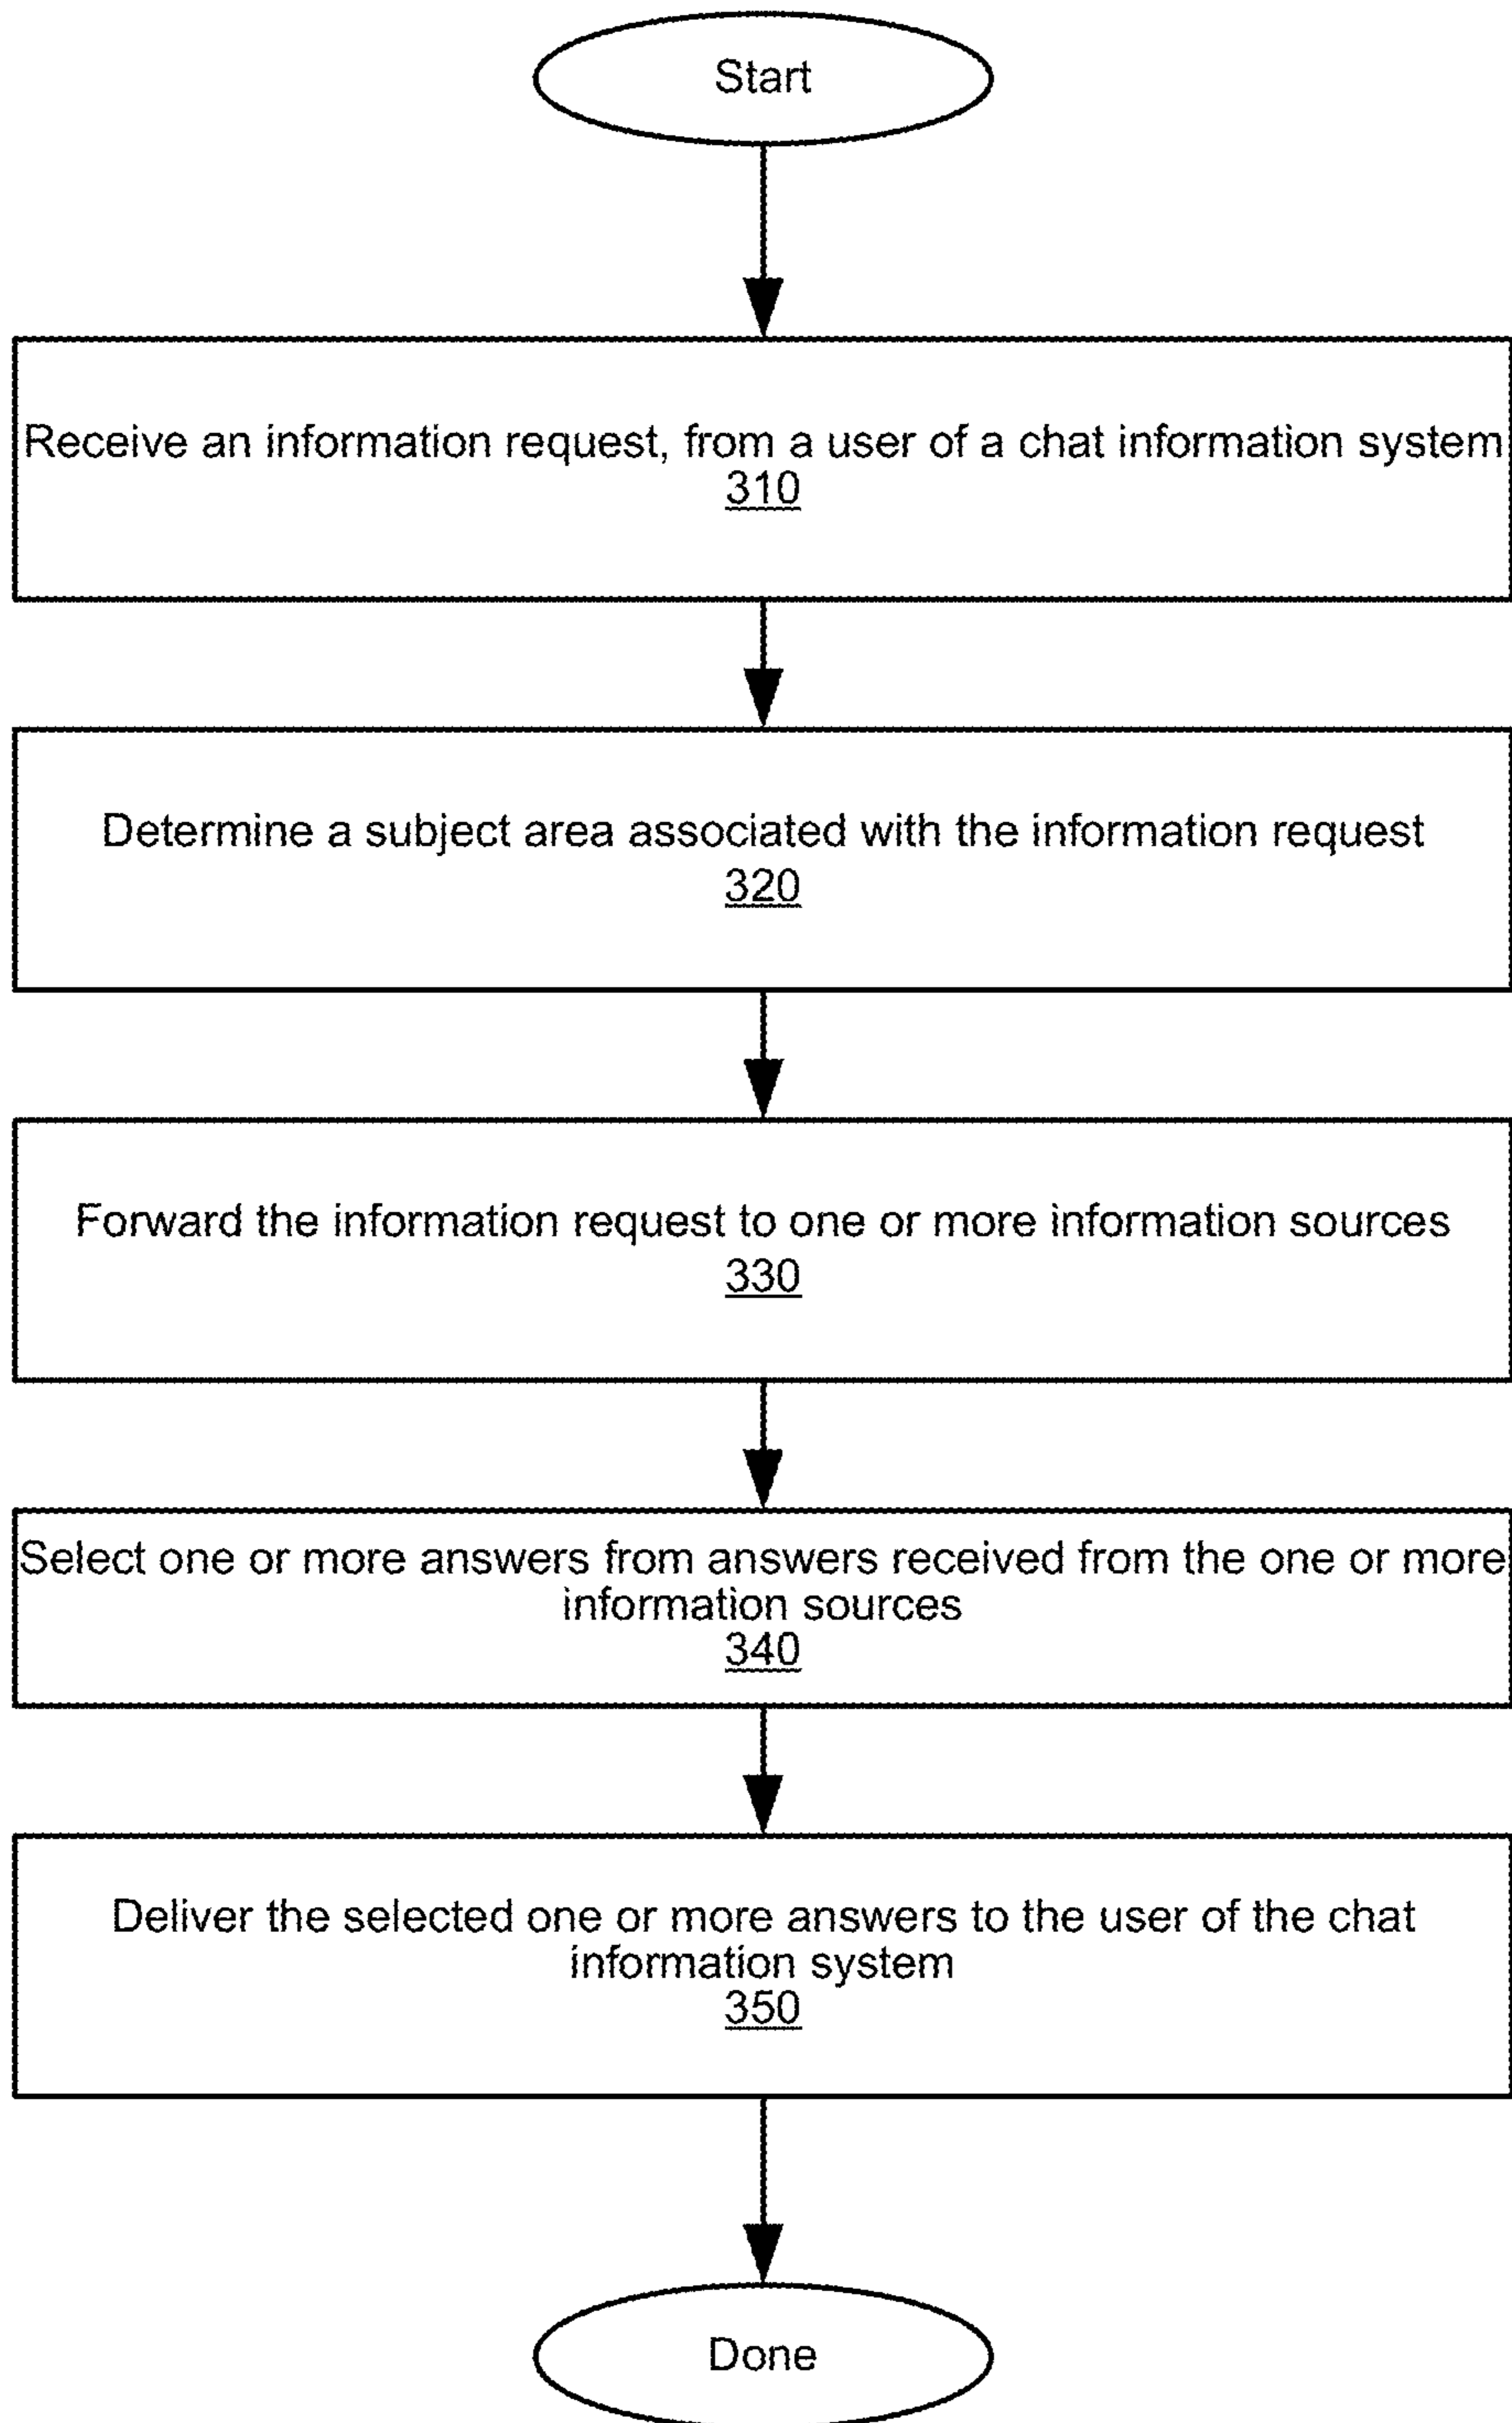 Start
Receive an information request, from a user of a chat information system
310
Determine a subject area associated with the information request
320
Forward the information request to one or more information sources
330
Select one or more answers from answers received from the one or more
information sources
340
Deliver the selected one or more answers to the user of the chat
information system
350
Done